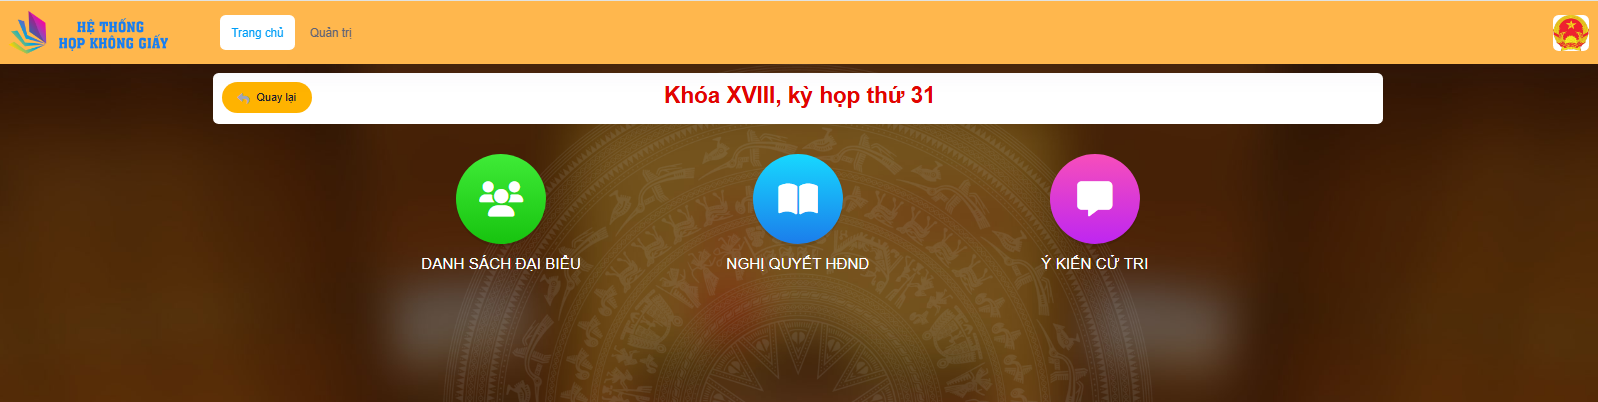 HỆ THỐNG
HỌP KHÔNG GIẤY
Trang chủ
Quản trị
Quay lại
Khóa XVIII, kỳ họp thứ 31
DANH SÁCH ĐẠI BIỂU
NGHỊ QUYẾT HĐND
Ý KIẾN CỬ TRI